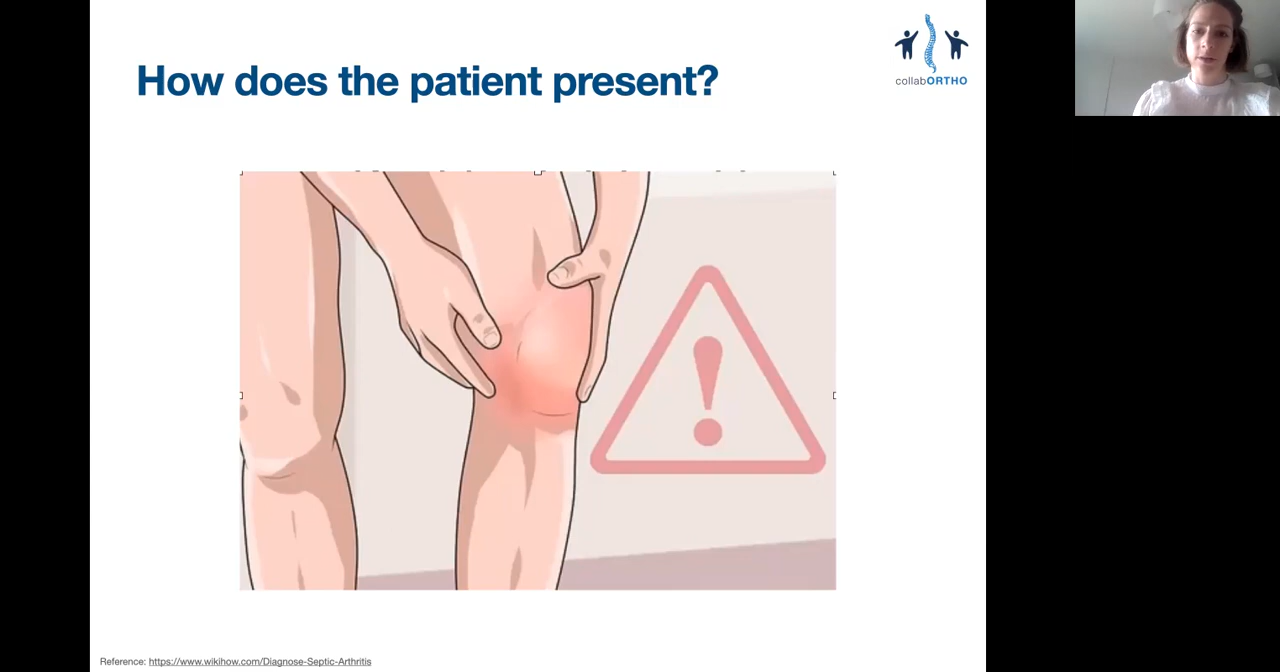 How does the patient present?
collabORTHO
Reference: https://www.wikihow.com/Diagnose-Septic-Arthritis